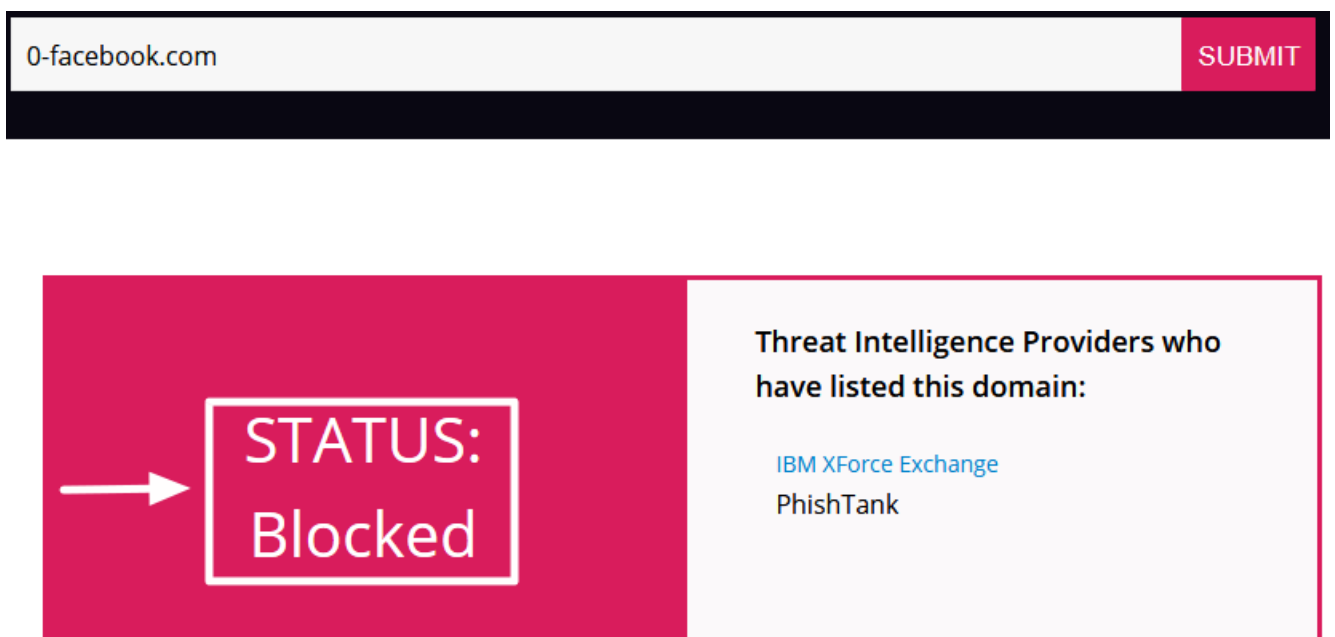 0-facebook.com
SUBMIT
STATUS:
Blocked
Threat Intelligence Providers who
have listed this domain:
IBM XForce Exchange
PhishTank